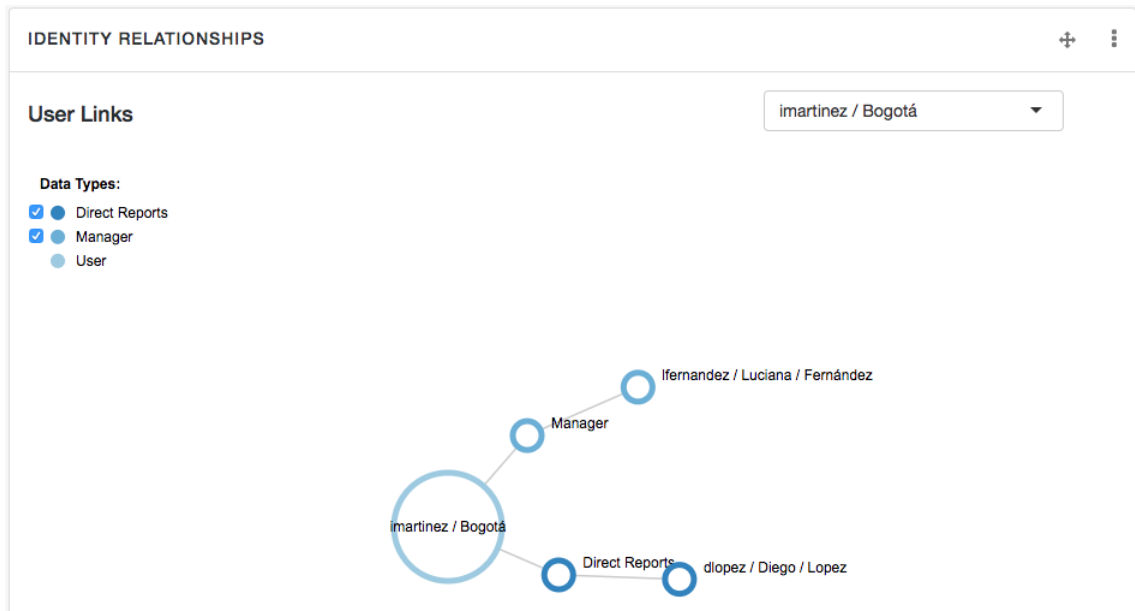 IDENTITY RELATIONSHIPS
User Links
imartinez / Bogotá
Data Types:
Direct Reports
Manager
User
lfernandez / Luciana / Fernández
Manager
imartinez / Bogotá
Direct Reports
dlopez / Diego / Lopez